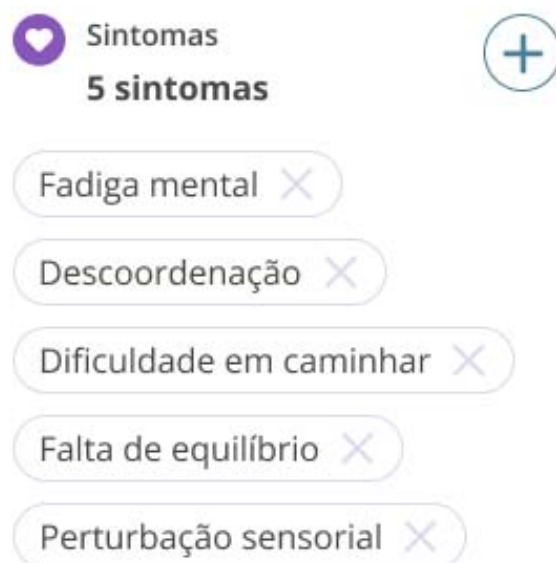 Sintomas
5 sintomas
Fadiga mental
Descoordenação
Dificuldade em caminhar
Falta de equilíbrio
Perturbação sensorial